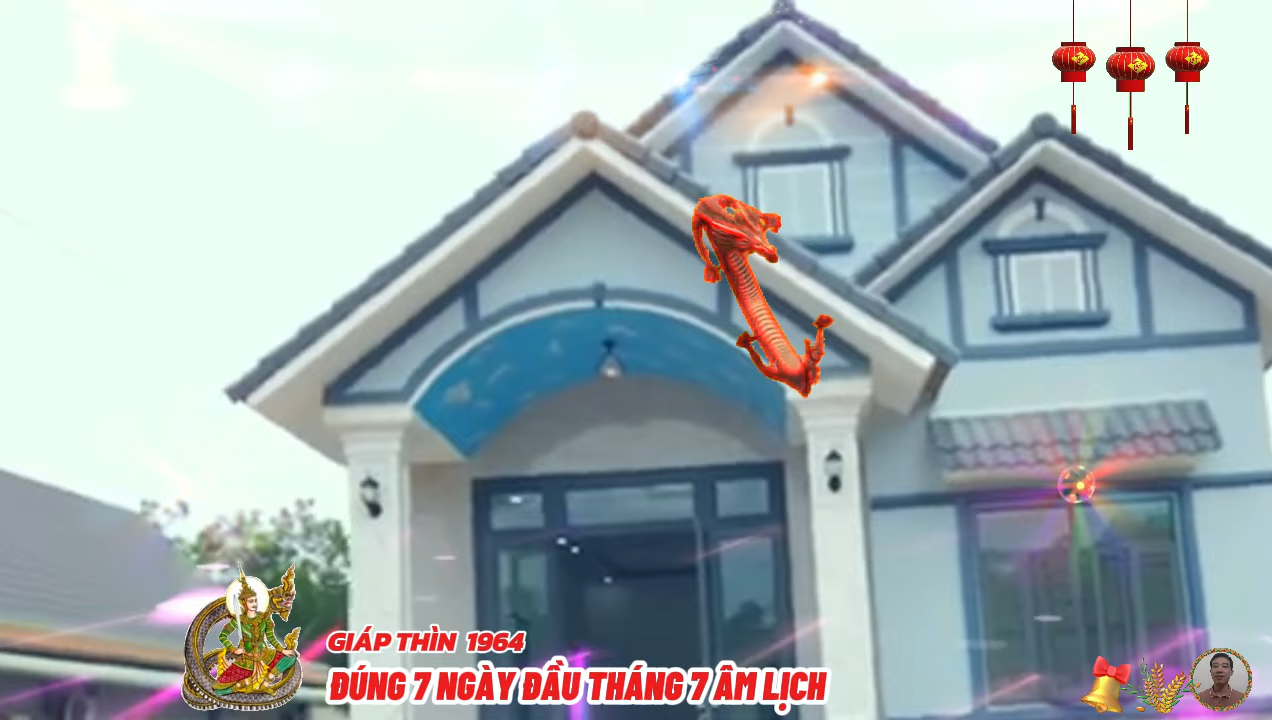 GIÁP THÌN 1964
ĐÚNG 7 NGÀY ĐẦU THÁNG 7 ÂM LỊCH